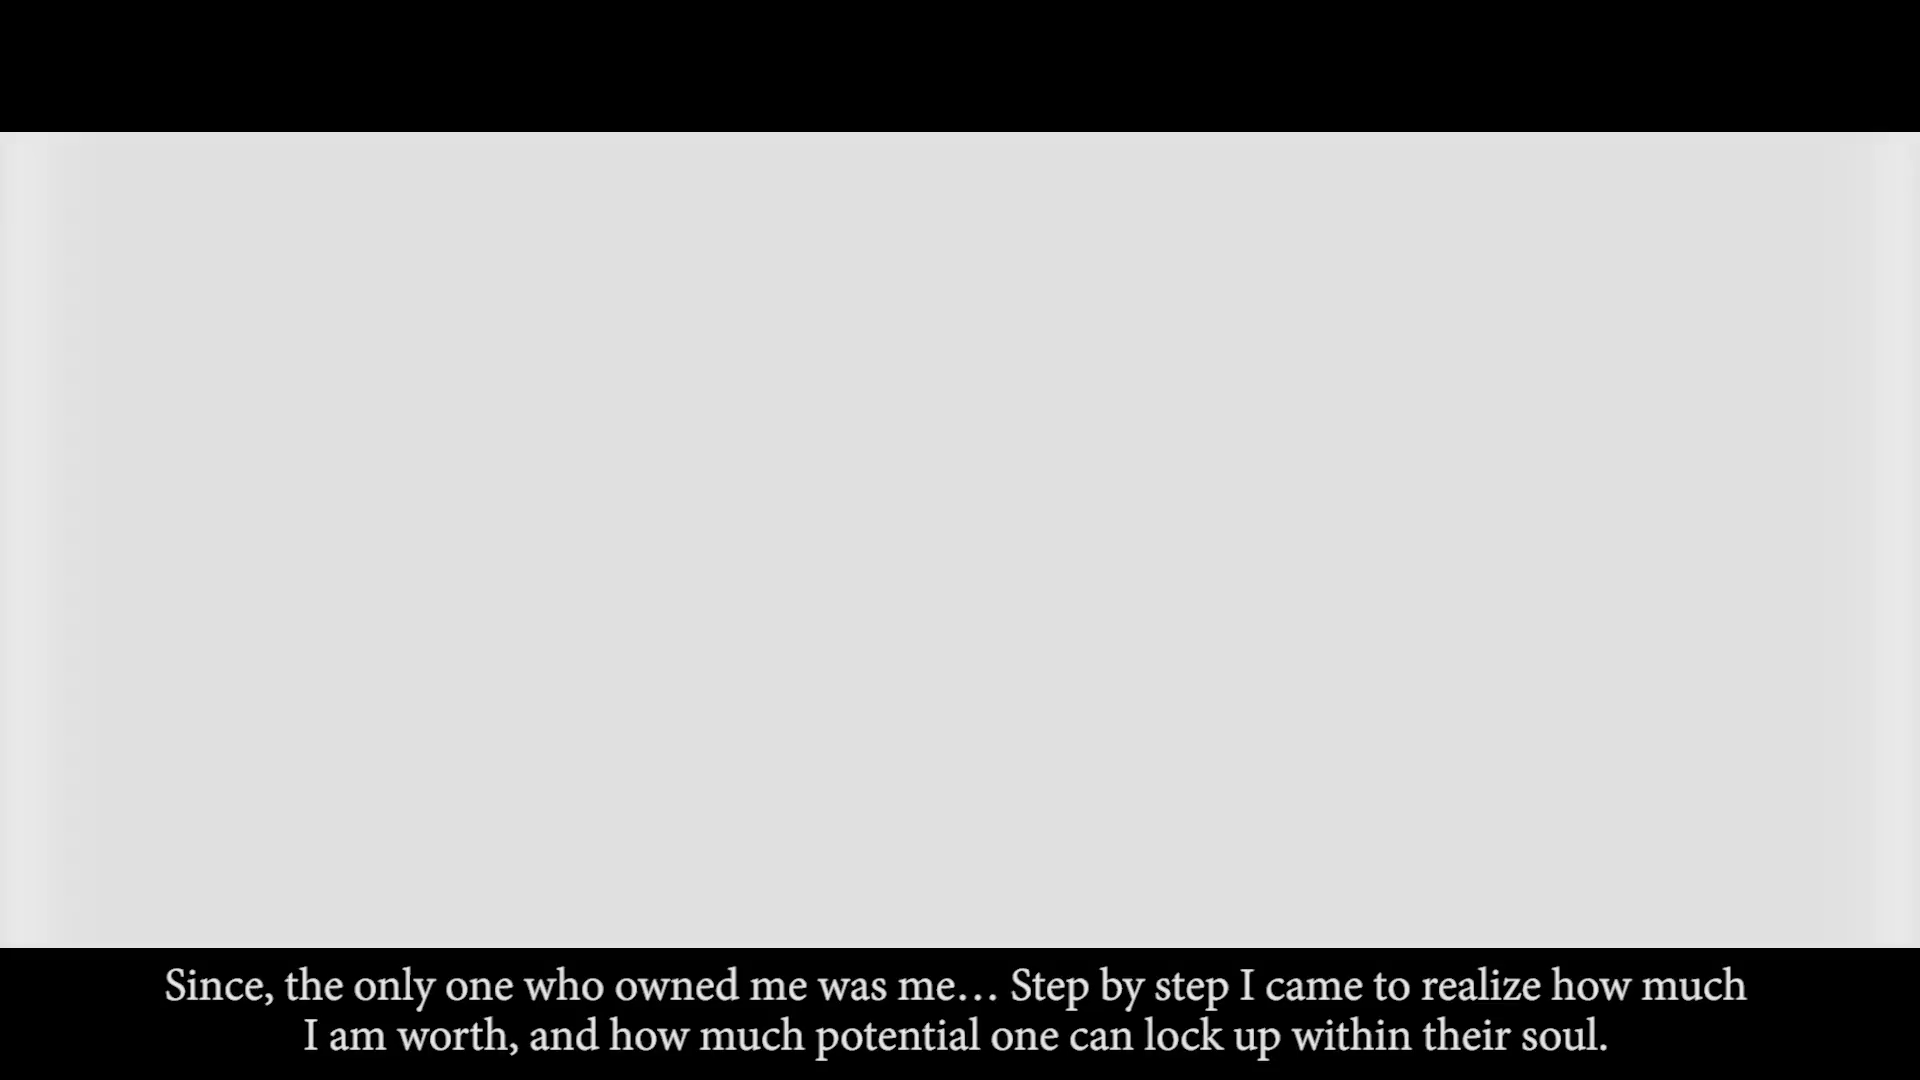 Since, the only one who owned me was me… Step by step I came to realize how much
I am worth, and how much potential one can lock up within their soul.